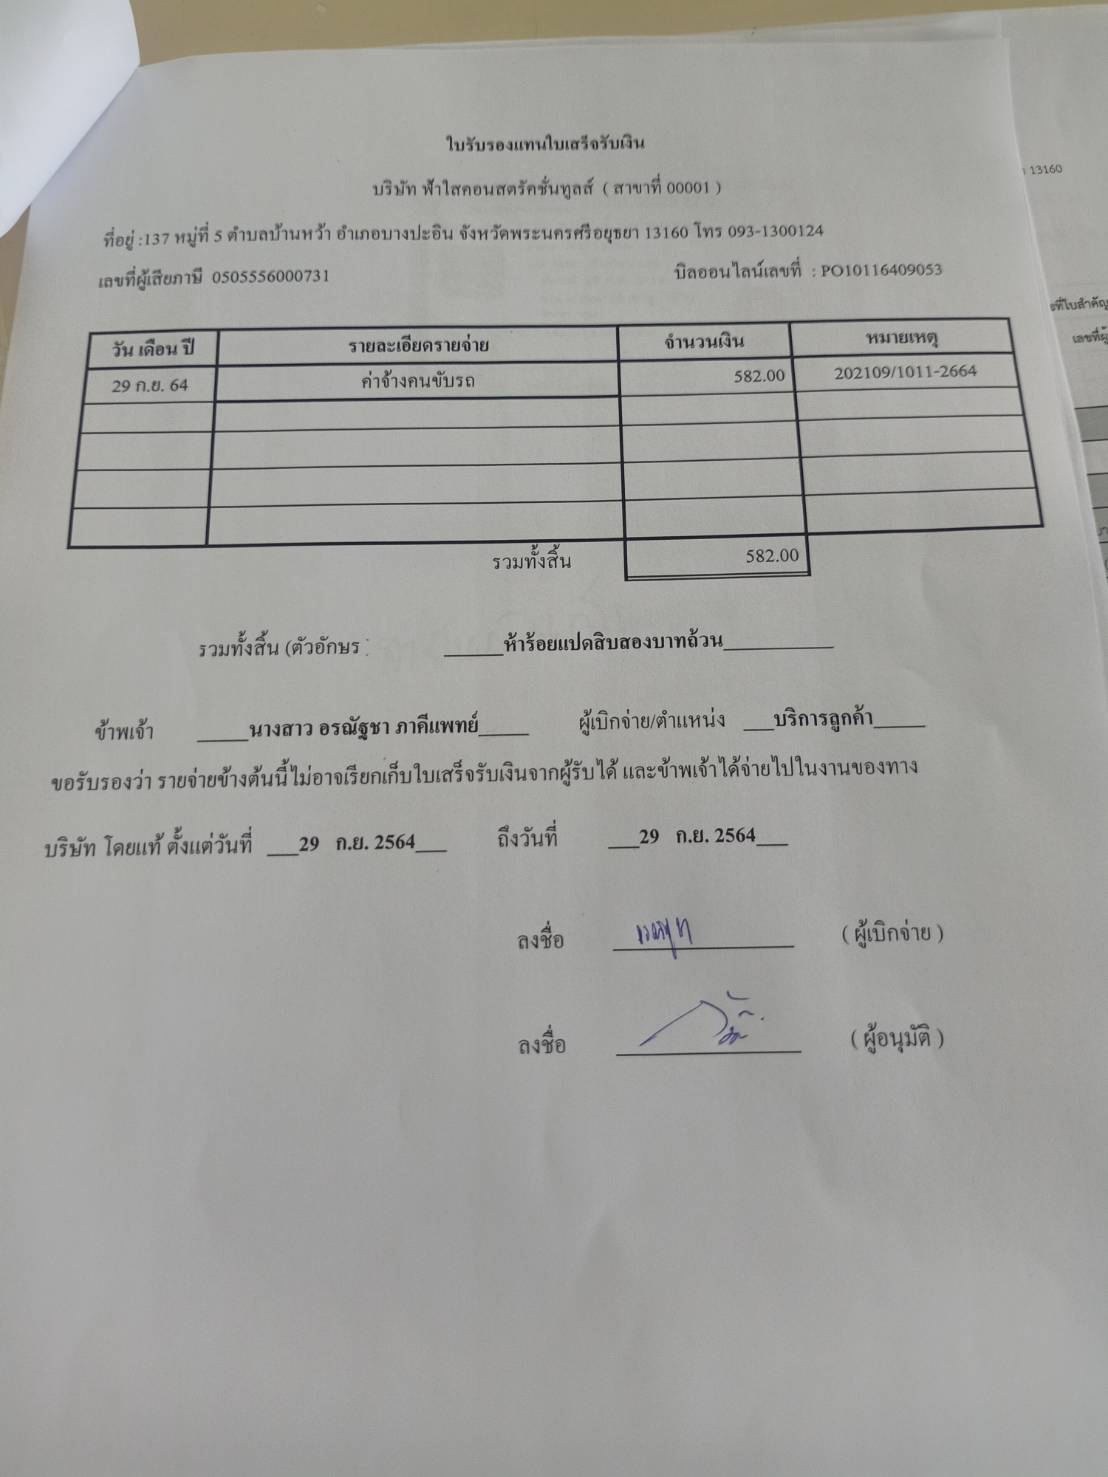 ใบรับรองแทนใบเสร็จรับเงิน
บริษัท ฟ้าใสคอนสตรัคชั่นทูลส์ ( สาขาที่ 00001 )
ที่อยู่ :137 หมู่ที่ 5 ตำบลบ้านหว้า อำเภอบางปะอิน จังหวัดพระนครศรีอยุธยา 13160 โทร 093-1300124
เลขที่ผู้เสียภาษี 0505556000731 บิลออนไลน์เลขที่ : PO10116409053
วัน เดือน ปี รายละเอียดรายจ่าย จำนวนเงิน หมายเหตุ
29 ก.ย. 64 ค่าจ้างคนขับรถ 582.00 202109/1011-2664
รวมทั้งสิ้น 582.00
รวมทั้งสิ้น (ตัวอักษร : ______ห้าร้อยแปดสิบสองบาทถ้วน___________
ข้าพเจ้า _____นางสาว อรณัฐชา ภาคีแพทย์_____ ผู้เบิกจ่าย/ตำแหน่ง ___บริการลูกค้า_____
ขอรับรองว่า รายจ่ายข้างต้นนี้ไม่อาจเรียกเก็บใบเสร็จรับเงินจากผู้รับได้ และข้าพเจ้าได้จ่ายไปในงานของทาง
บริษัท โดยแท้ ตั้งแต่วันที่ ___29 ก.ย. 2564___ ถึงวันที่ ___29 ก.ย. 2564___
ลงชื่อ ( ผู้เบิกจ่าย )
ลงชื่อ ( ผู้อนุมัติ )
13160